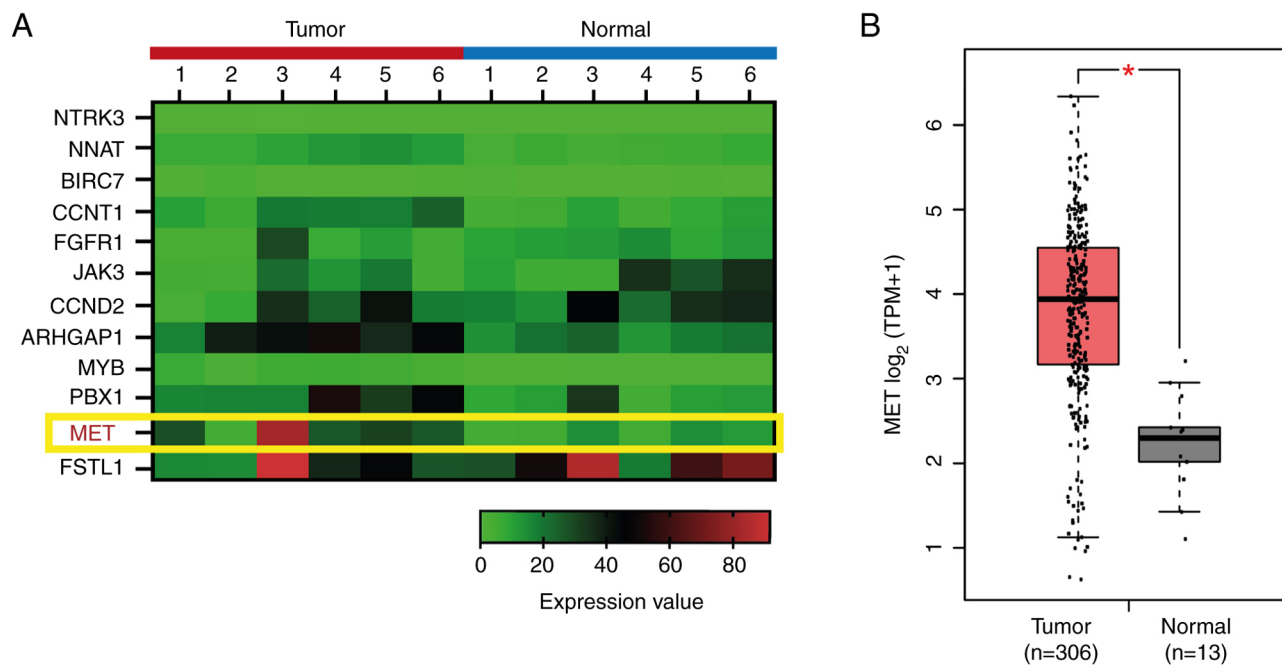 A
Tumor Normal
1 2 3 4 5 6 1 2 3 4 5 6
NTRK3
NNAT
BIRC7
CCNT1
FGFR1
JAK3
CCND2
ARHGAP1
MYB
PBX1
MET
FSTL1
0 20 40 60 80
Expression value
B
*
MET log₂ (TPM+1)
6
5
4
3
2
1
Tumor Normal
(n=306) (n=13)